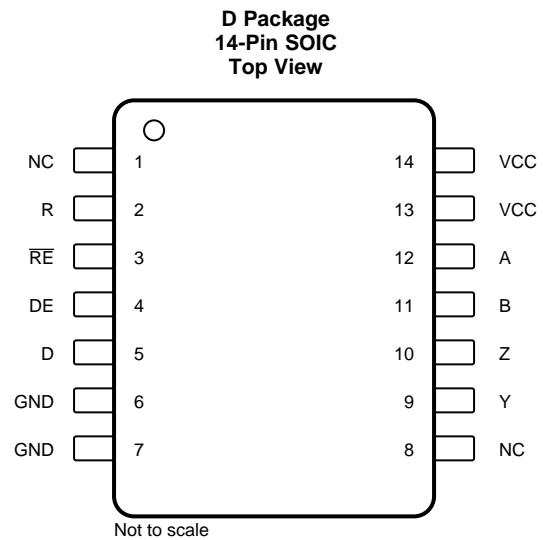 D Package
14-Pin SOIC
Top View
NC 1 14 VCC
R 2 13 VCC
R̅E̅ 3 12 A
DE 4 11 B
D 5 10 Z
GND 6 9 Y
GND 7 8 NC
Not to scale